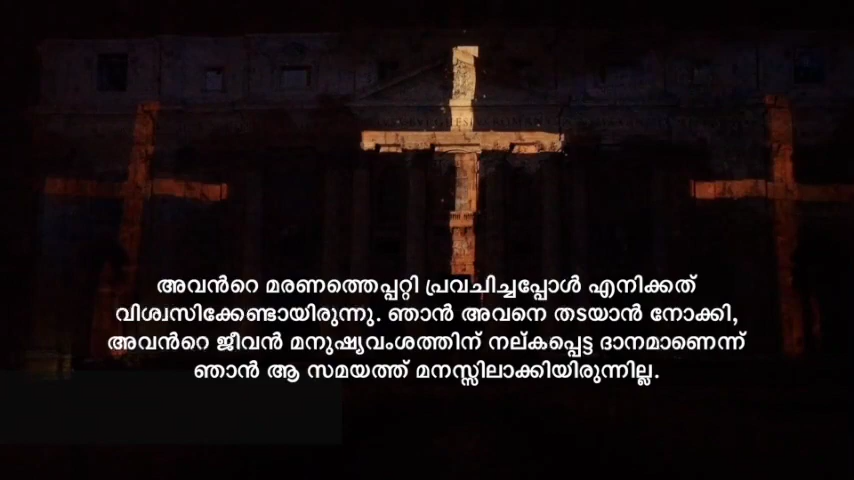 അവൻറെ മരണത്തെപ്പറ്റി പ്രവചിച്ചപ്പോൾ എനിക്കത്
വിശ്വസിക്കേണ്ടായിരുന്നു. ഞാൻ അവനെ തടയാൻ നോക്കി,
അവൻറെ ജീവൻ മനുഷ്യവംശത്തിന് നല്കപ്പെട്ട ദാനമാണെന്ന്
ഞാൻ ആ സമയത്ത് മനസ്സിലാക്കിയിരുന്നില്ല.